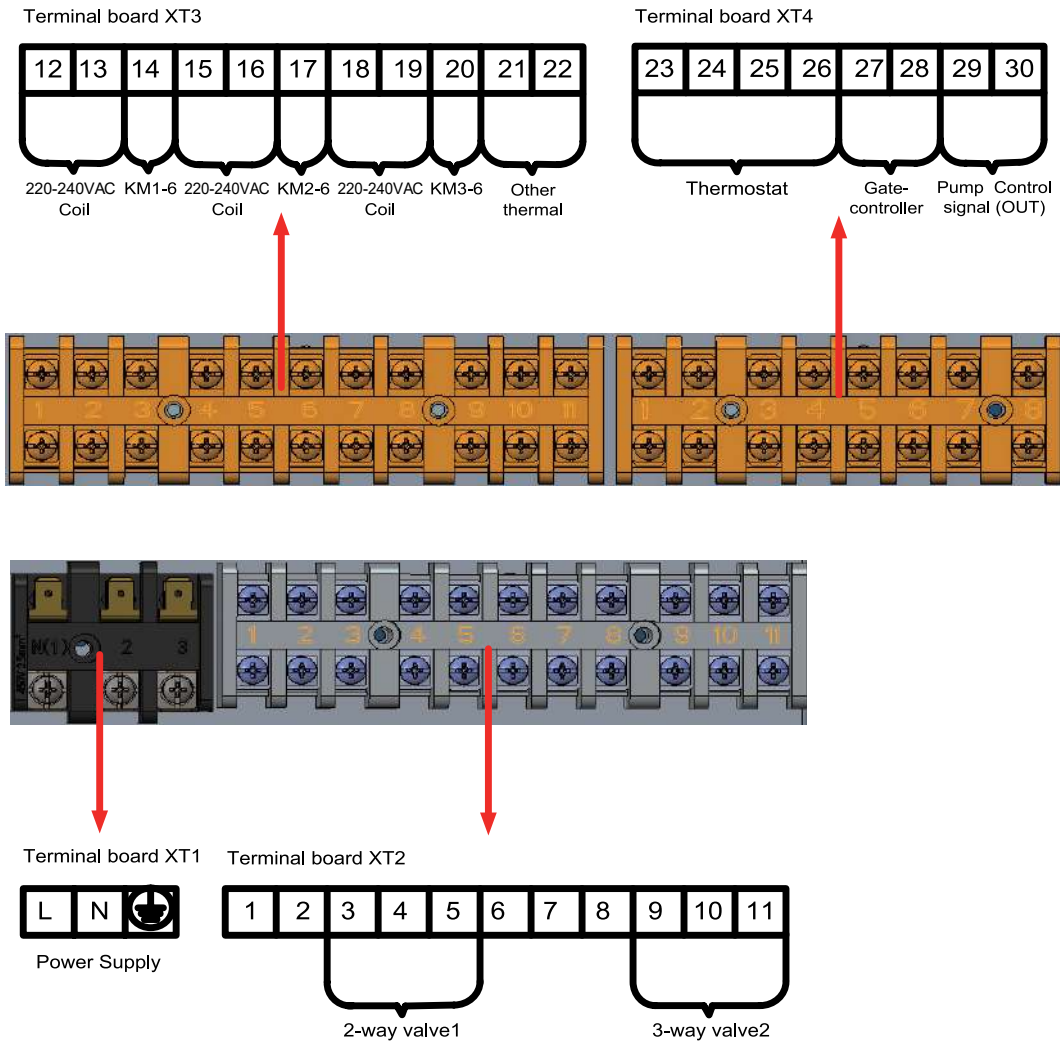 Terminal board XT3
Terminal board XT4
12 13 14 15 16 17 18 19 20 21 22
23 24 25 26 27 28 29 30
220-240VAC Coil
KM1-6
220-240VAC Coil
KM2-6
220-240VAC Coil
KM3-6
Other thermal
Thermostat
Gate-
controller
Pump Control
signal (OUT)
1 2 3 4 5 6 7 8 9 10 11
1 2 3 4 5 6 7 8
450V 25mm²
N(1) 2 3
1 2 3 4 5 6 7 8 9 10 11
Terminal board XT1
Terminal board XT2
L N
1 2 3 4 5 6 7 8 9 10 11
Power Supply
2-way valve1
3-way valve2